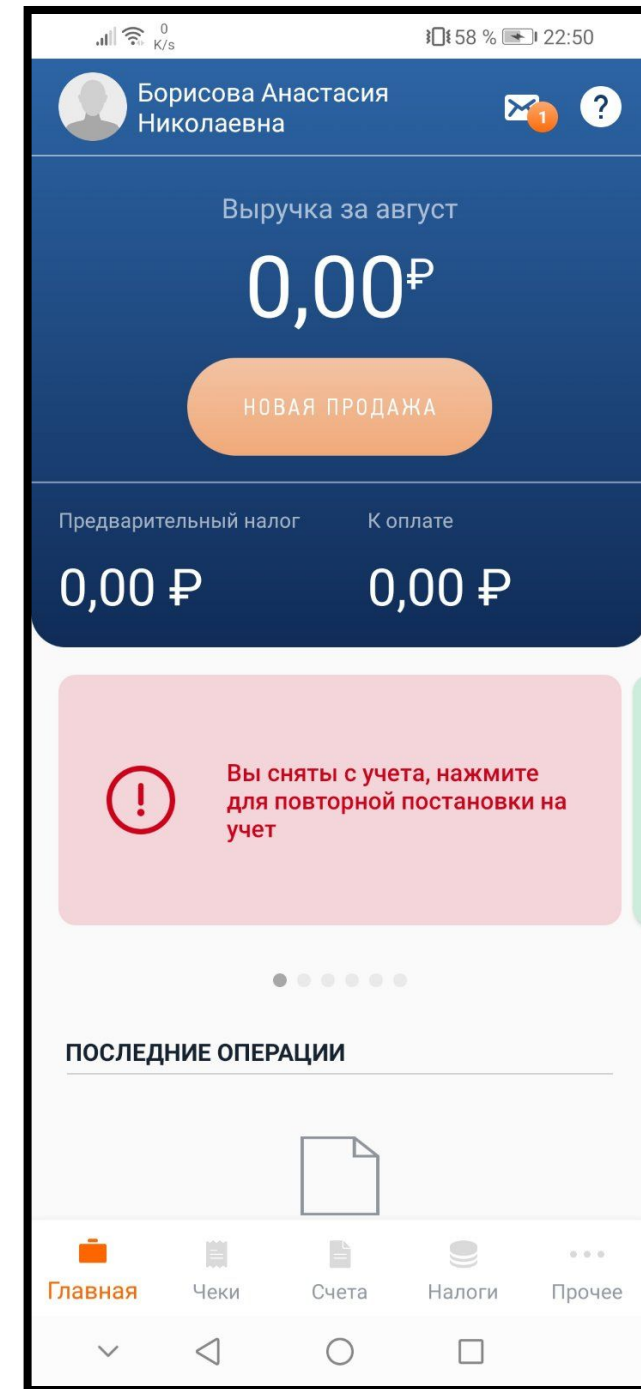 0
K/s
58 %
22:50
Борисова Анастасия
Николаевна
1
?
Выручка за август
0,00₽
НОВАЯ ПРОДАЖА
Предварительный налог
К оплате
0,00 ₽
0,00 ₽
Вы сняты с учета, нажмите
для повторной постановки на
учет
ПОСЛЕДНИЕ ОПЕРАЦИИ
Главная
Чеки
Счета
Налоги
Прочее